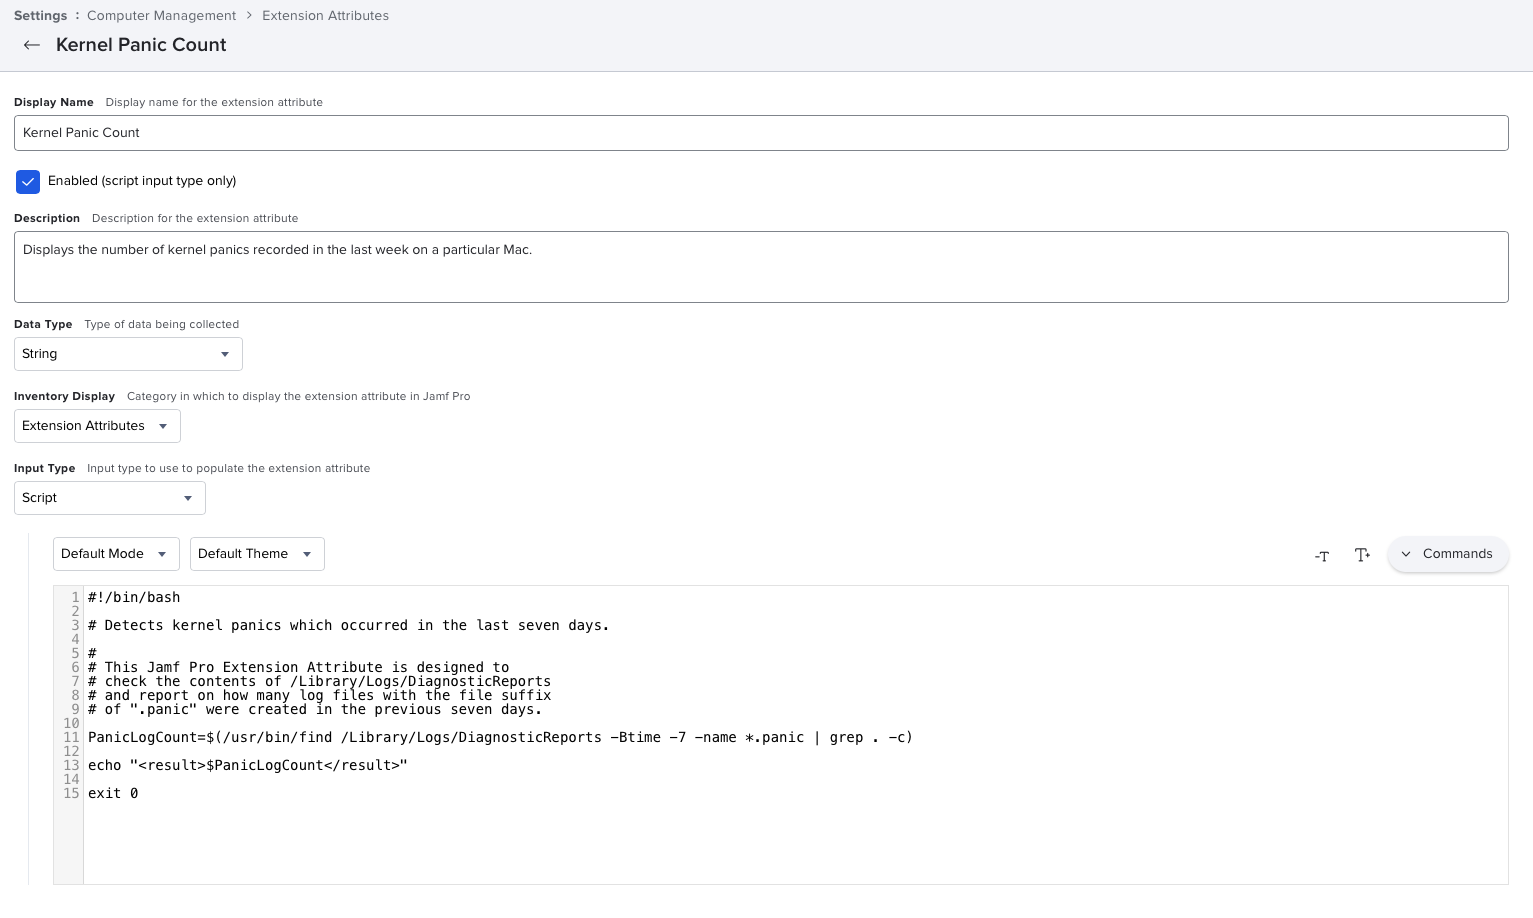 Settings : Computer Management > Extension Attributes
← Kernel Panic Count
Display Name Display name for the extension attribute
Kernel Panic Count
Enabled (script input type only)
Description Description for the extension attribute
Displays the number of kernel panics recorded in the last week on a particular Mac.
Data Type Type of data being collected
String
Inventory Display Category in which to display the extension attribute in Jamf Pro
Extension Attributes
Input Type Input type to use to populate the extension attribute
Script
Default Mode Default Theme -T T+ Commands
1 #!/bin/bash
2
3 # Detects kernel panics which occurred in the last seven days.
4
5 #
6 # This Jamf Pro Extension Attribute is designed to
7 # check the contents of /Library/Logs/DiagnosticReports
8 # and report on how many log files with the file suffix
9 # of ".panic" were created in the previous seven days.
10
11 PanicLogCount=$(/usr/bin/find /Library/Logs/DiagnosticReports -Btime -7 -name *.panic | grep . -c)
12
13 echo "<result>$PanicLogCount</result>"
14
15 exit 0